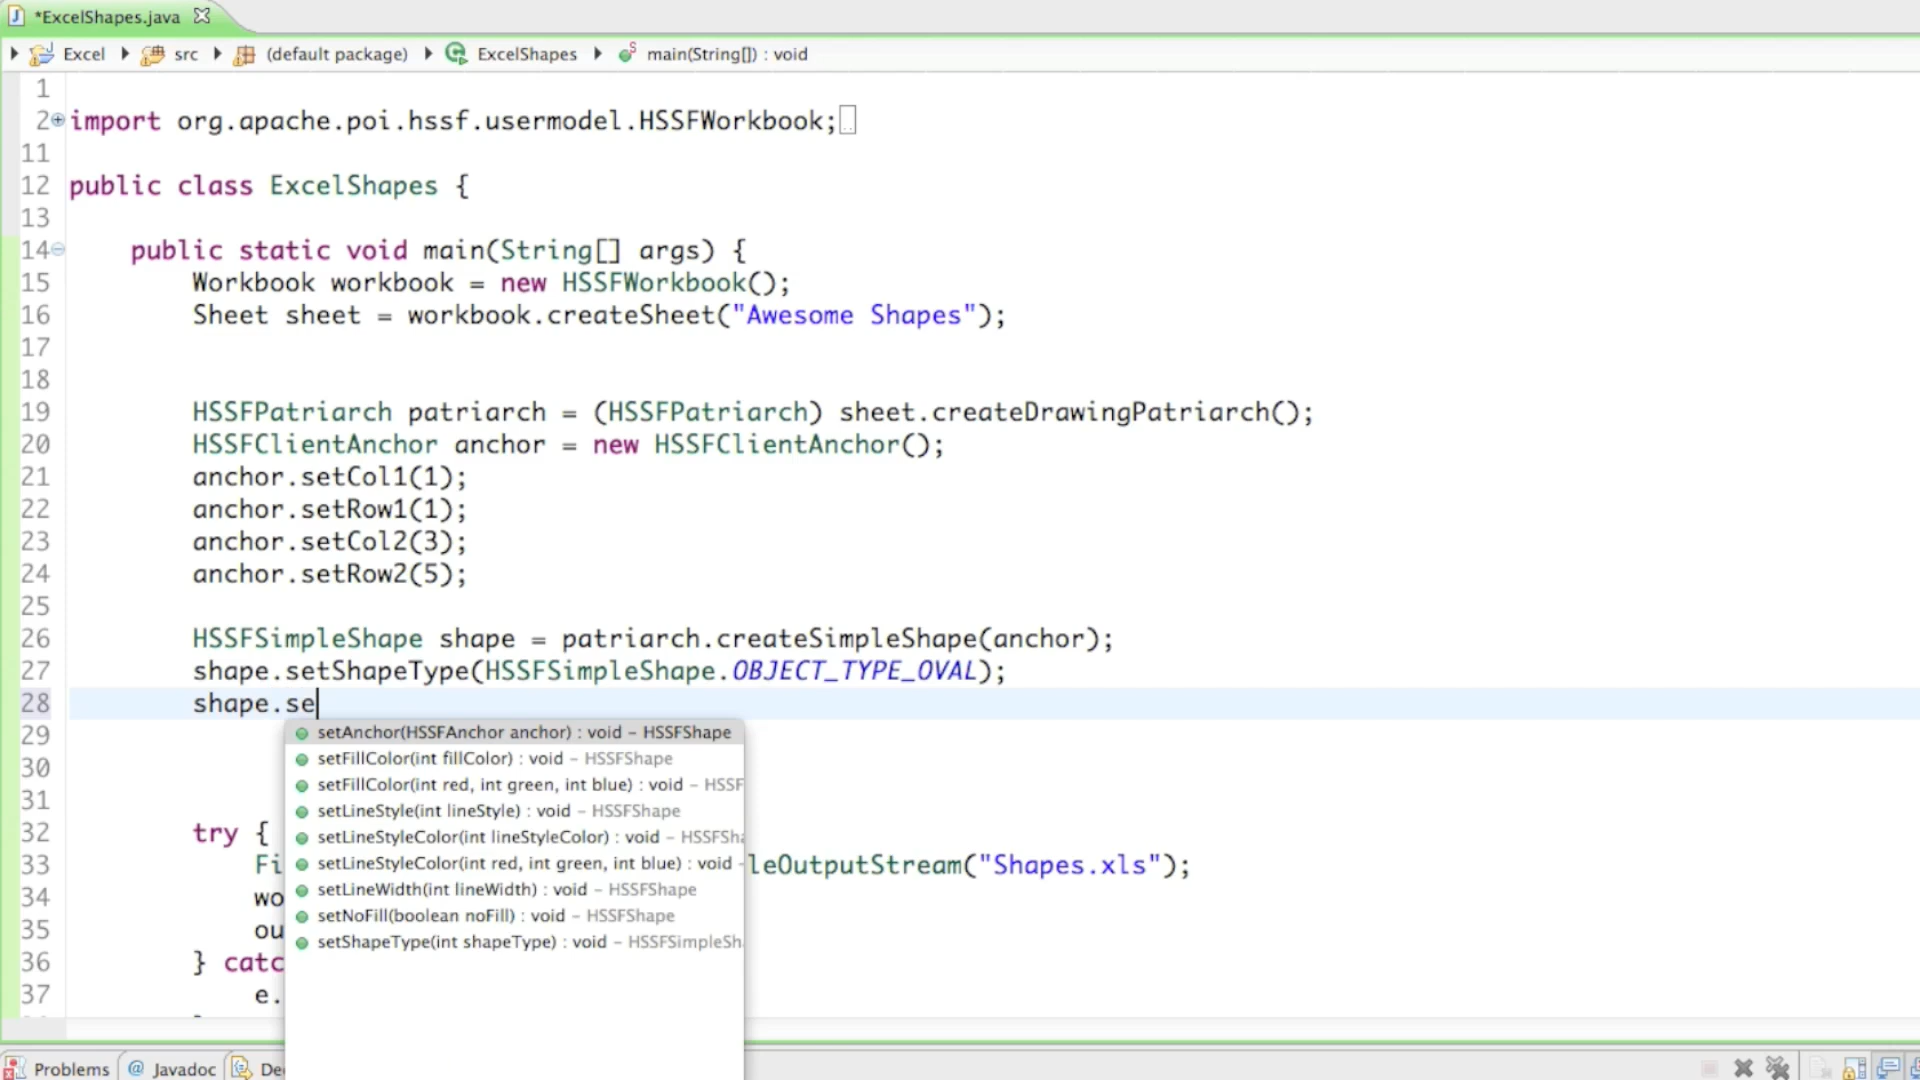 *ExcelShapes.java
Excel src (default package) ExcelShapes main(String[]) : void
1
2 import org.apache.poi.hssf.usermodel.HSSFWorkbook;
11
12 public class ExcelShapes {
13
14 public static void main(String[] args) {
15 Workbook workbook = new HSSFWorkbook();
16 Sheet sheet = workbook.createSheet("Awesome Shapes");
17
18
19 HSSFPatriarch patriarch = (HSSFPatriarch) sheet.createDrawingPatriarch();
20 HSSFClientAnchor anchor = new HSSFClientAnchor();
21 anchor.setCol1(1);
22 anchor.setRow1(1);
23 anchor.setCol2(3);
24 anchor.setRow2(5);
25
26 HSSFSimpleShape shape = patriarch.createSimpleShape(anchor);
27 shape.setShapeType(HSSFSimpleShape.OBJECT_TYPE_OVAL);
28 shape.se
29 setAnchor(HSSFAnchor anchor) : void – HSSFShape
setFillColor(int fillColor) : void – HSSFShape
30 setFillColor(int red, int green, int blue) : void – HSSF
31 setLineStyle(int lineStyle) : void – HSSFShape
32 try { setLineStyleColor(int lineStyleColor) : void – HSSFSha
33 Fi setLineStyleColor(int red, int green, int blue) : void – leOutputStream("Shapes.xls");
34 wo setLineWidth(int lineWidth) : void – HSSFShape
35 ou setNoFill(boolean noFill) : void – HSSFShape
setShapeType(int shapeType) : void – HSSFSimpleSh
36 } catc
37 e.
Problems @ Javadoc De